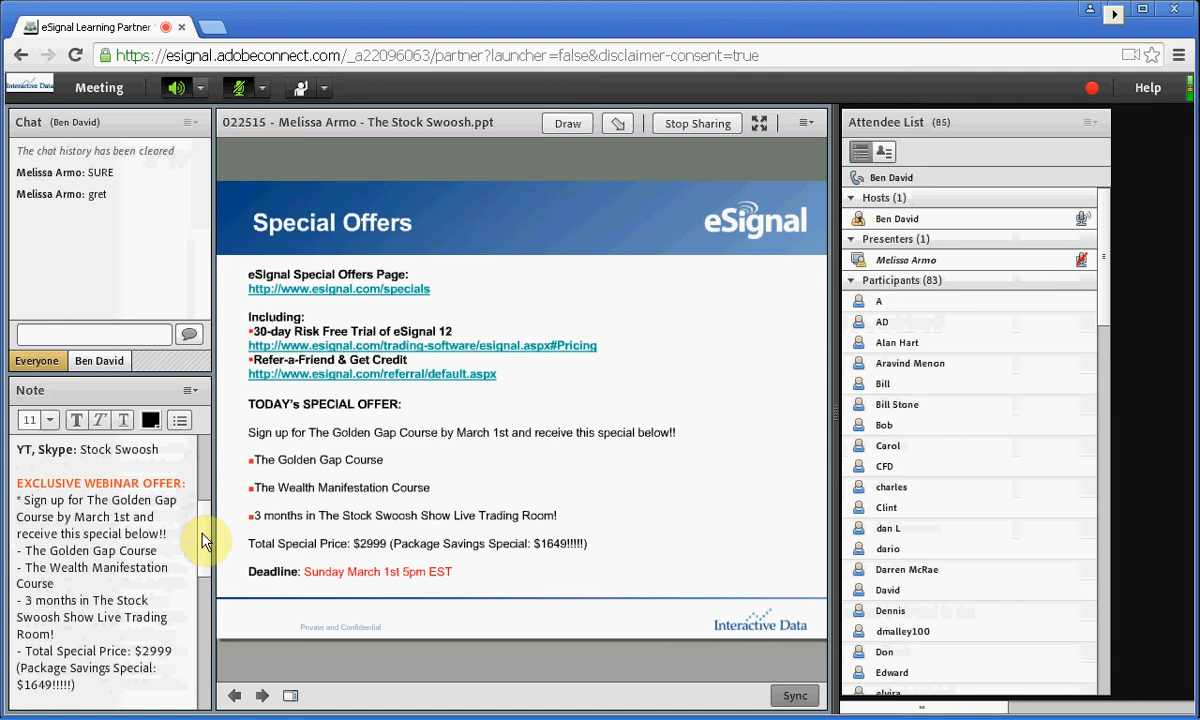 eSignal Learning Partner
https://esignal.adobeconnect.com/_a22096063/partner?launcher=false&disclaimer-consent=true
Interactive Data
Meeting
Help
Chat (Ben David)
The chat history has been cleared
Melissa Armo: SURE
Melissa Armo: gret
Everyone
Ben David
Note
11
T T T
YT, Skype: Stock Swoosh
EXCLUSIVE WEBINAR OFFER:
* Sign up for The Golden Gap
Course by March 1st and
receive this special below!!
- The Golden Gap Course
- The Wealth Manifestation
Course
- 3 months in The Stock
Swoosh Show Live Trading
Room!
- Total Special Price: $2999
(Package Savings Special:
$1649!!!!!)
022515 - Melissa Armo - The Stock Swoosh.ppt
Draw
Stop Sharing
Special Offers
eSignal
eSignal Special Offers Page:
http://www.esignal.com/specials
Including:
▪30-day Risk Free Trial of eSignal 12
http://www.esignal.com/trading-software/esignal.aspx#Pricing
▪Refer-a-Friend & Get Credit
http://www.esignal.com/referral/default.aspx
TODAY's SPECIAL OFFER:
Sign up for The Golden Gap Course by March 1st and receive this special below!!
▪The Golden Gap Course
▪The Wealth Manifestation Course
▪3 months in The Stock Swoosh Show Live Trading Room!
Total Special Price: $2999 (Package Savings Special: $1649!!!!!)
Deadline: Sunday March 1st 5pm EST
Private and Confidential
Interactive Data
Sync
Attendee List (85)
Ben David
Hosts (1)
Ben David
Presenters (1)
Melissa Armo
Participants (83)
A
AD
Alan Hart
Aravind Menon
Bill
Bill Stone
Bob
Carol
CFD
charles
Clint
dan L
dario
Darren McRae
David
Dennis
dmalley100
Don
Edward
elvira